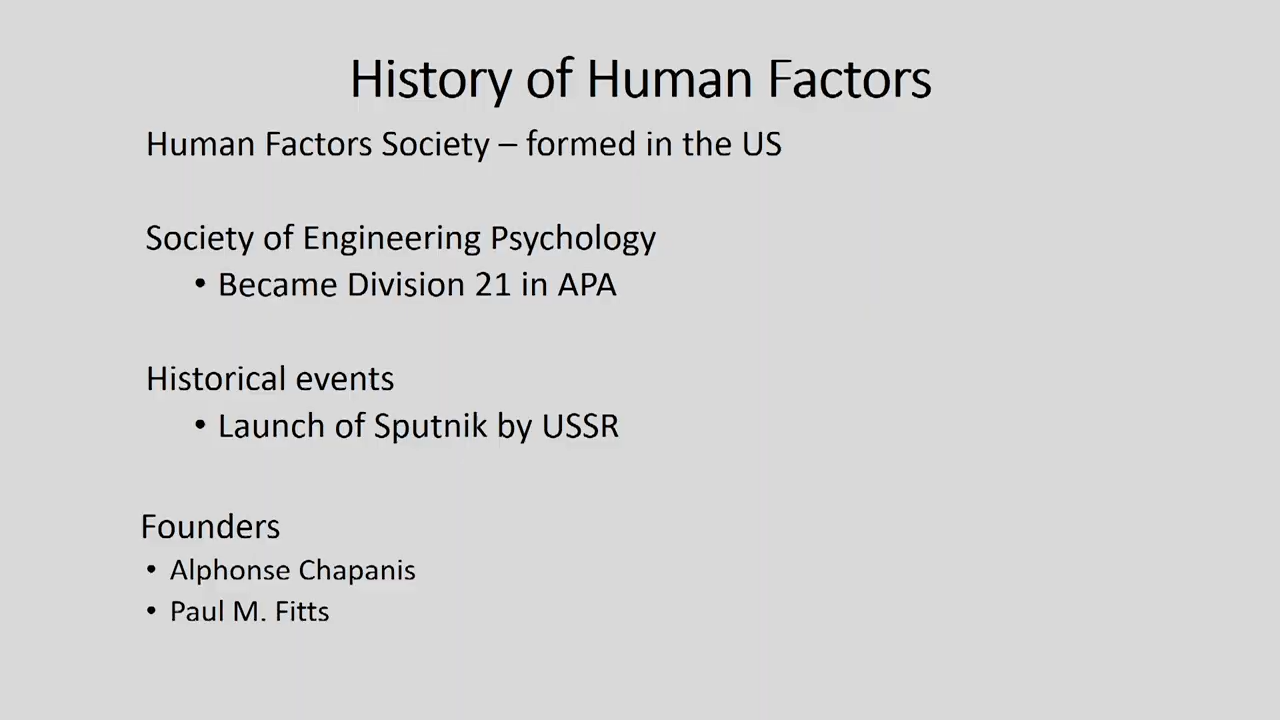 History of Human Factors
Human Factors Society – formed in the US
Society of Engineering Psychology
• Became Division 21 in APA
Historical events
• Launch of Sputnik by USSR
Founders
• Alphonse Chapanis
• Paul M. Fitts